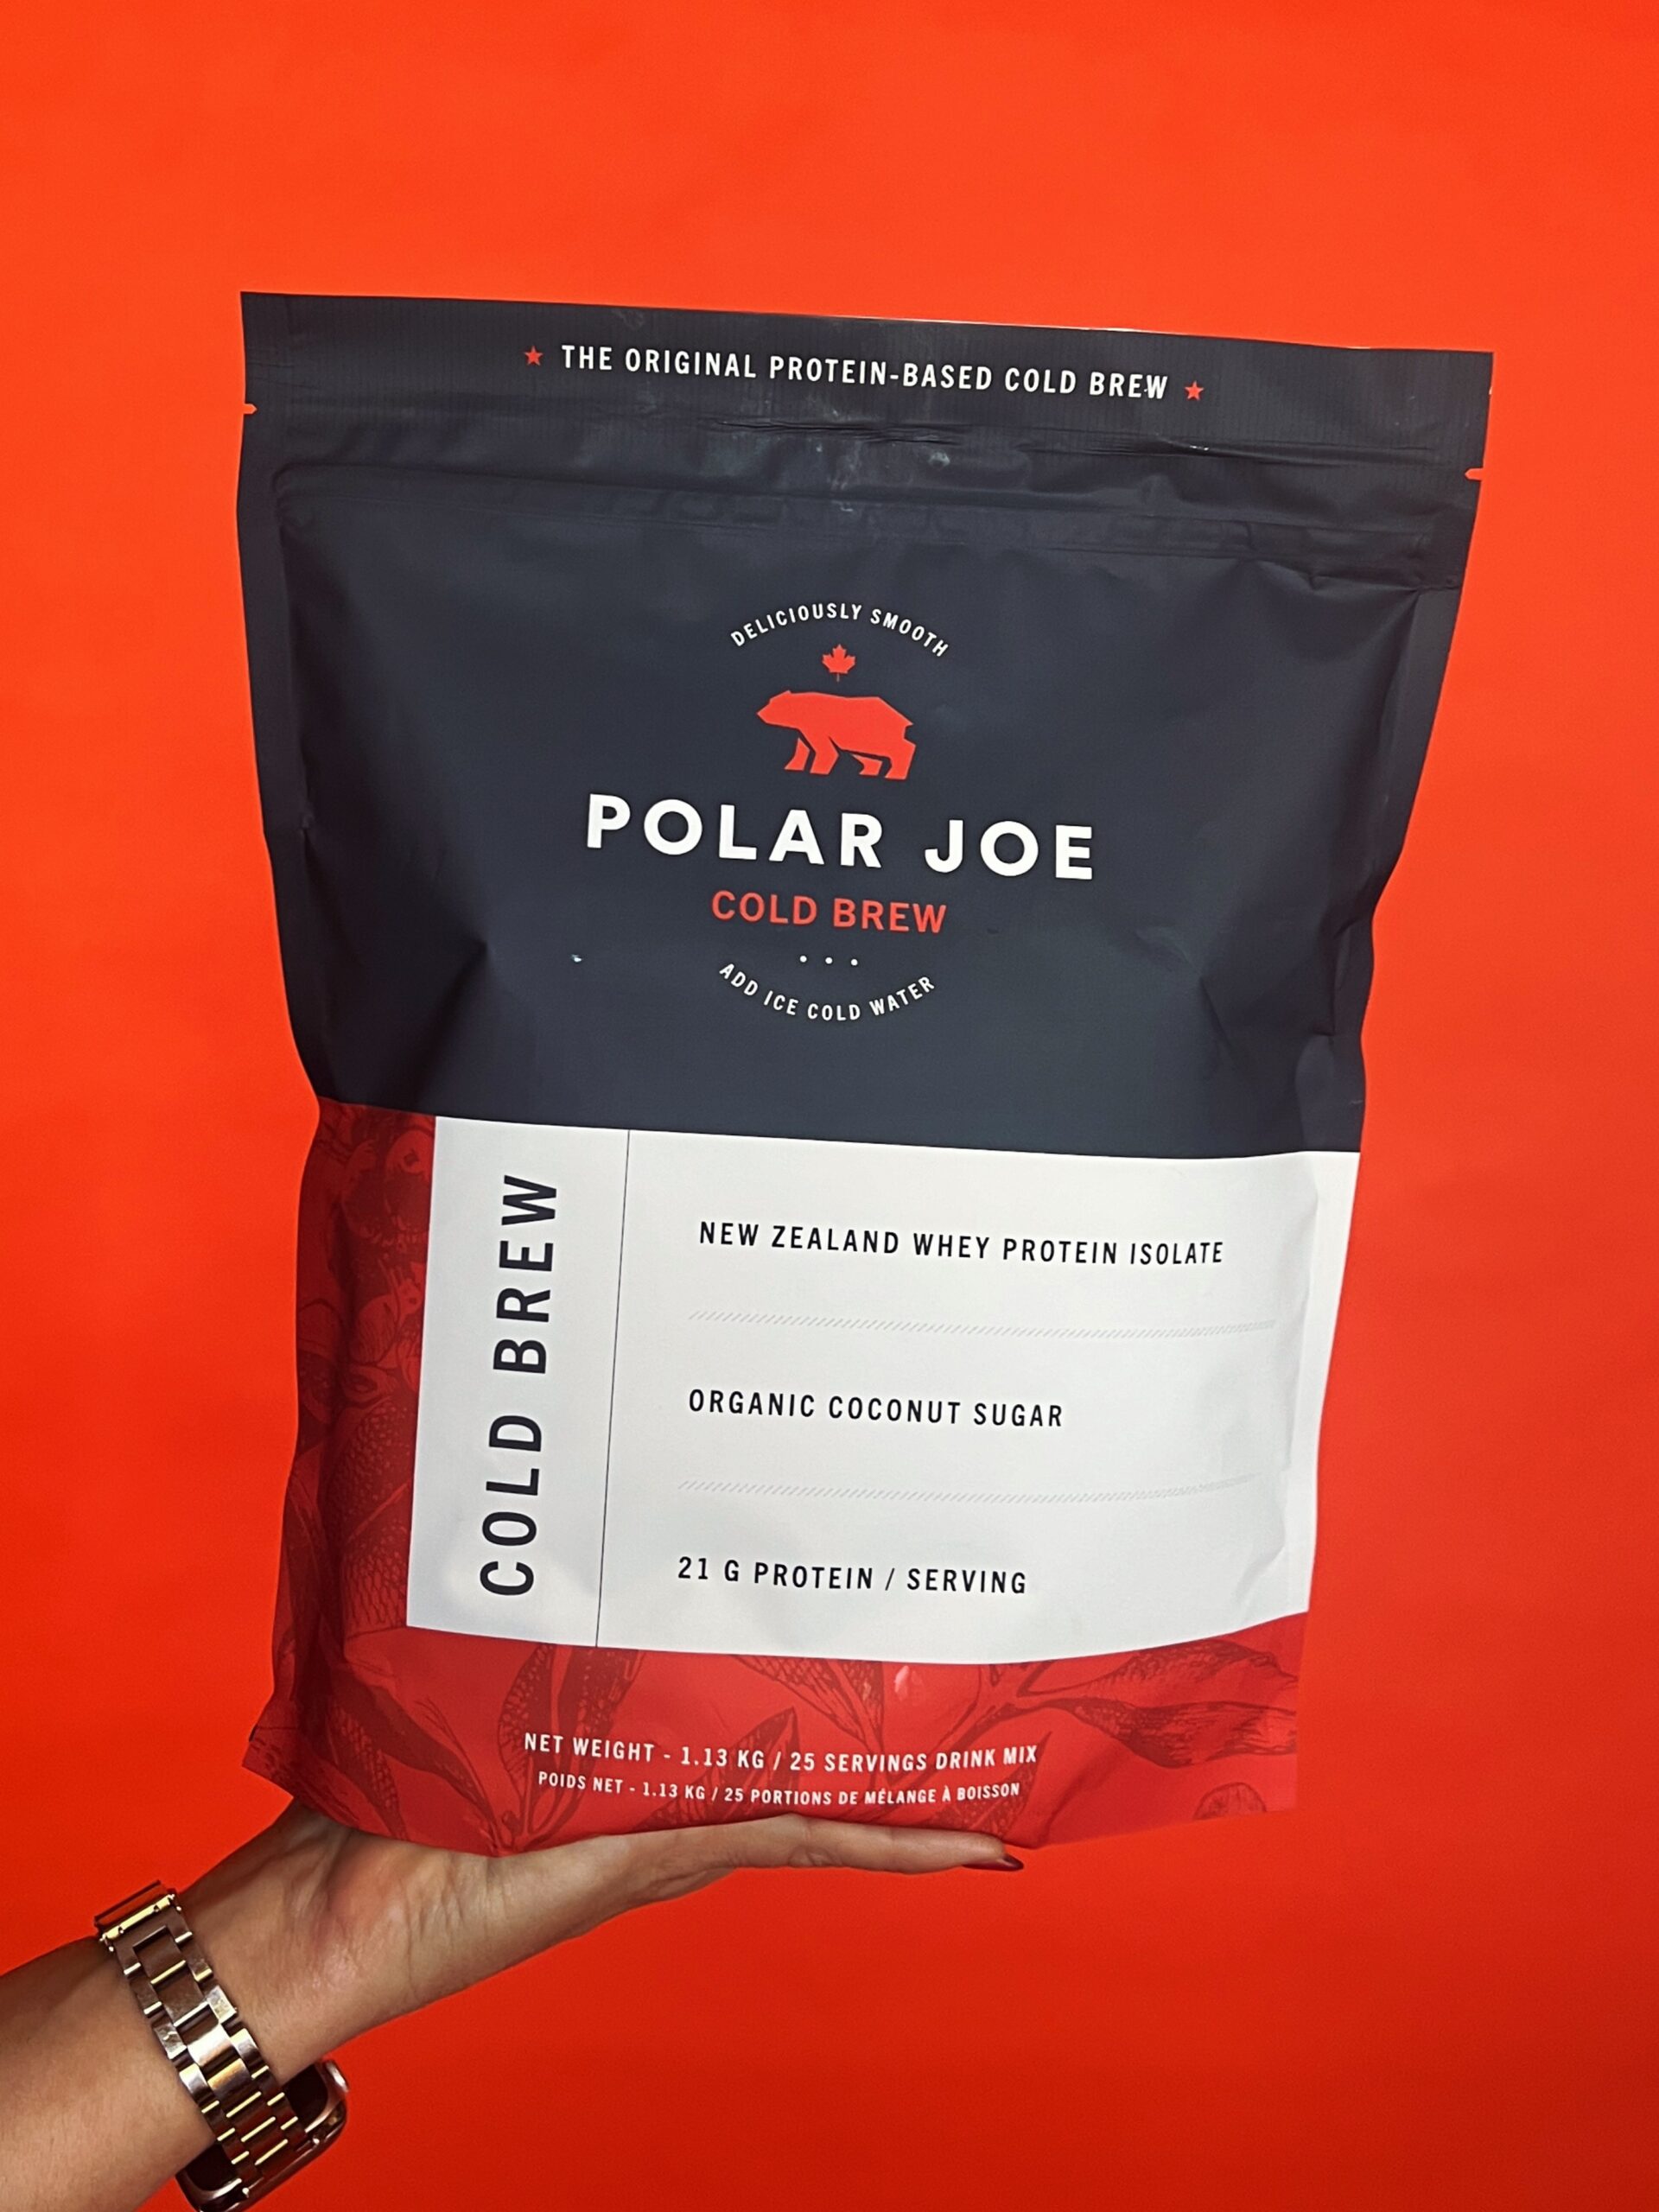 THE ORIGINAL PROTEIN-BASED COLD BREW
DELICIOUSLY SMOOTH
POLAR JOE
COLD BREW
ADD ICE COLD WATER
COLD BREW
NEW ZEALAND WHEY PROTEIN ISOLATE
ORGANIC COCONUT SUGAR
21 G PROTEIN / SERVING
NET WEIGHT - 1.13 KG / 25 SERVINGS DRINK MIX
POIDS NET - 1.13 KG / 25 PORTIONS DE MÉLANGE À BOISSON